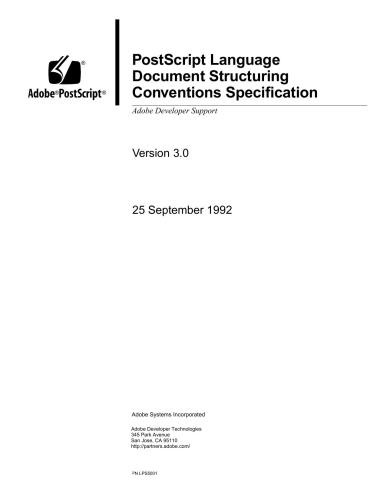 PostScript Language
Document Structuring
Conventions Specification
Adobe®PostScript®
Adobe Developer Support
Version 3.0
25 September 1992
Adobe Systems Incorporated
Adobe Developer Technologies
345 Park Avenue
San Jose, CA 95110
http://partners.adobe.com/
PN LPS5001